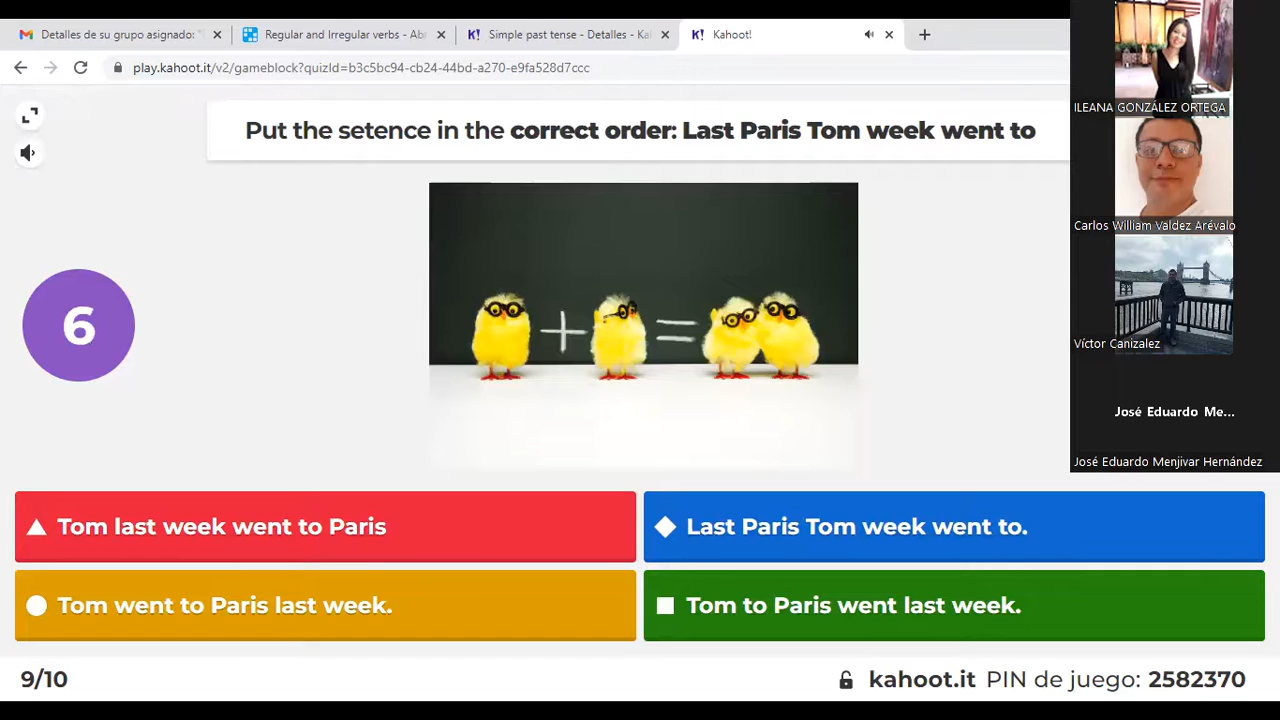 Detalles de su grupo asignado: "
Regular and Irregular verbs - Abr
K! Simple past tense - Detalles - Kal
K! Kahoot!
play.kahoot.it/v2/gameblock?quizId=b3c5bc94-cb24-44bd-a270-e9fa528d7ccc
Put the setence in the correct order: Last Paris Tom week went to
6
+ =
Tom last week went to Paris
Last Paris Tom week went to.
Tom went to Paris last week.
Tom to Paris went last week.
9/10
kahoot.it PIN de juego: 2582370
ILEANA GONZÁLEZ ORTEGA
Carlos William Valdez Arévalo
Víctor Canizalez
José Eduardo Me...
José Eduardo Menjivar Hernández